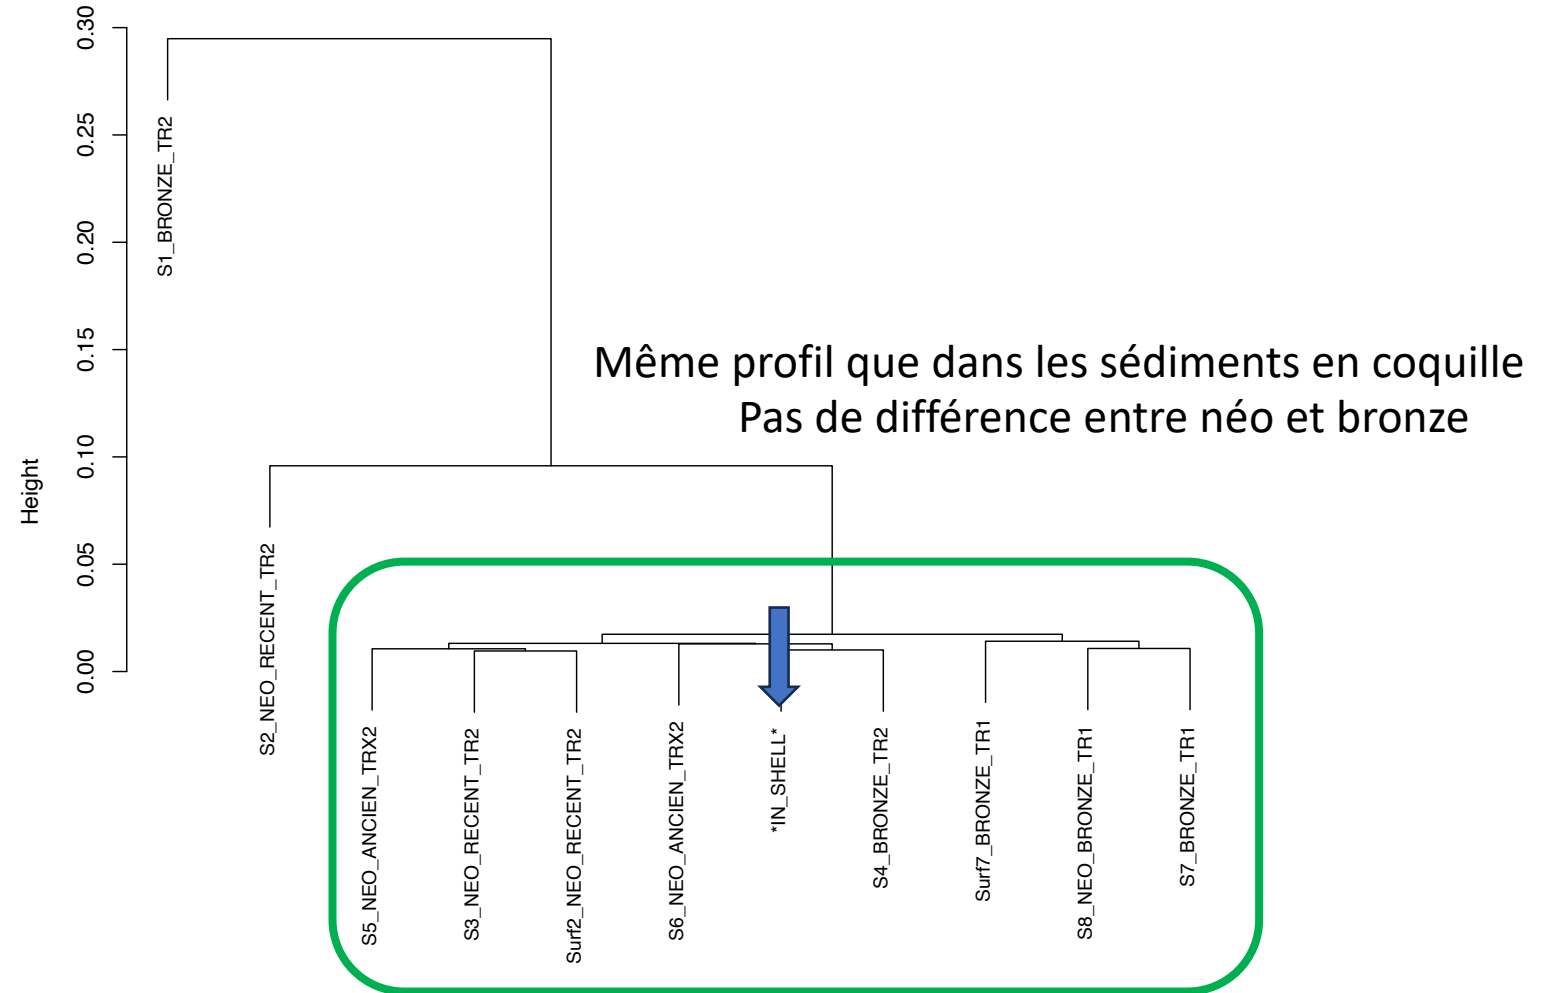 0.30
0.25
0.20
0.15
0.10
0.05
0.00
Height
Même profil que dans les sédiments en coquille
Pas de différence entre néo et bronze
S1_BRONZE_TR2
S2_NEO_RECENT_TR2
S5_NEO_ANCIEN_TRX2
S3_NEO_RECENT_TR2
Surf2_NEO_RECENT_TR2
S6_NEO_ANCIEN_TRX2
*IN_SHELL*
S4_BRONZE_TR2
Surf7_BRONZE_TR1
S8_NEO_BRONZE_TR1
S7_BRONZE_TR1